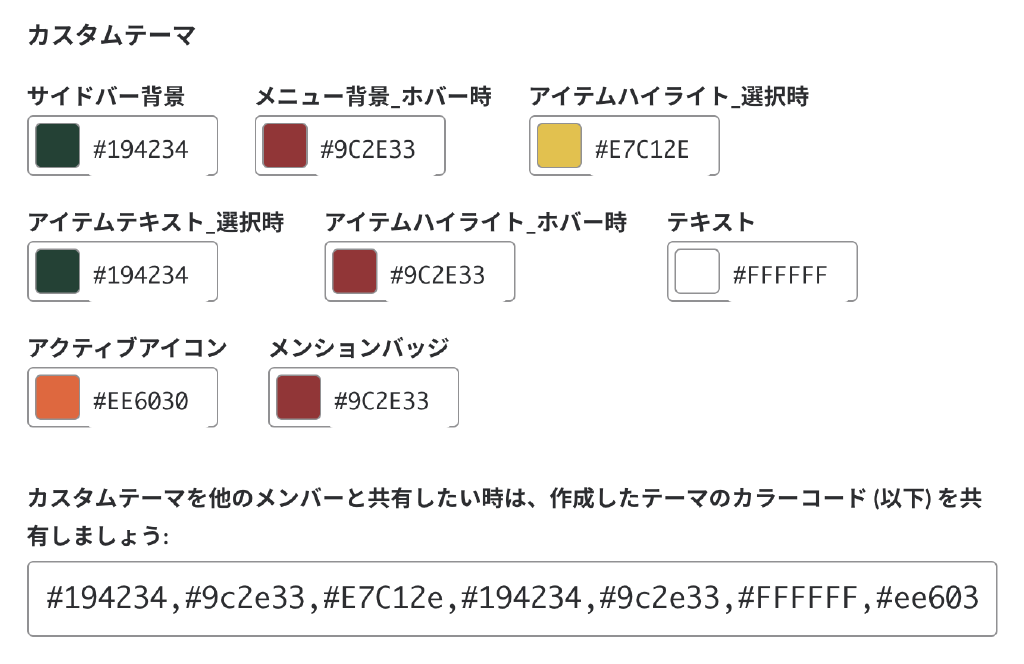 カスタムテーマ
サイドバー背景 メニュー背景_ホバー時 アイテムハイライト_選択時
#194234 #9C2E33 #E7C12E
アイテムテキスト_選択時 アイテムハイライト_ホバー時 テキスト
#194234 #9C2E33 #FFFFFF
アクティブアイコン メンションバッジ
#EE6030 #9C2E33
カスタムテーマを他のメンバーと共有したい時は、作成したテーマのカラーコード (以下) を共
有しましょう:
#194234,#9c2e33,#E7C12e,#194234,#9c2e33,#FFFFFF,#ee603